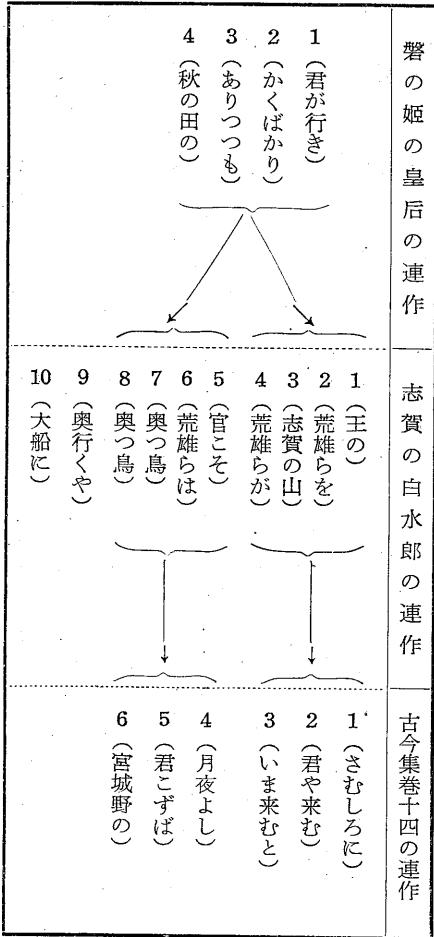 磐の姫の皇后の連作
1（君が行き）
2（かくばかり）
3（ありつつも）
4（秋の田の）
志賀の白水郎の連作
1（王の）
2（荒雄らを）
3（志賀の山）
4（荒雄らが）
5（官こそ）
6（荒雄らは）
7（奥つ鳥）
8（奥つ鳥）
9（奥行くや）
10（大船に）
古今集巻十四の連作
1（さむしろに）
2（君や来む）
3（いま来むと）
4（月夜よし）
5（君こずば）
6（宮城野の）